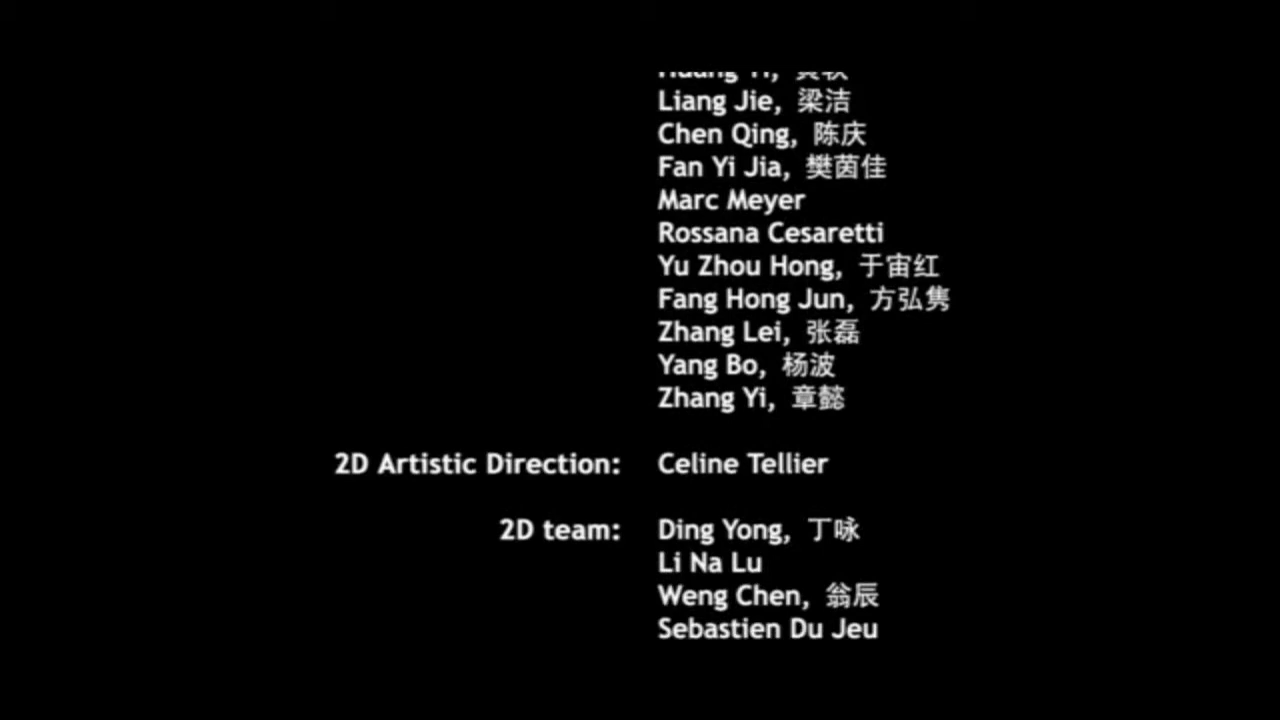 Liang Jie, 梁洁
Chen Qing, 陈庆
Fan Yi Jia, 樊茵佳
Marc Meyer
Rossana Cesaretti
Yu Zhou Hong, 于宙红
Fang Hong Jun, 方弘隽
Zhang Lei, 张磊
Yang Bo, 杨波
Zhang Yi, 章懿
2D Artistic Direction: Celine Tellier
2D team: Ding Yong, 丁咏
Li Na Lu
Weng Chen, 翁辰
Sebastien Du Jeu